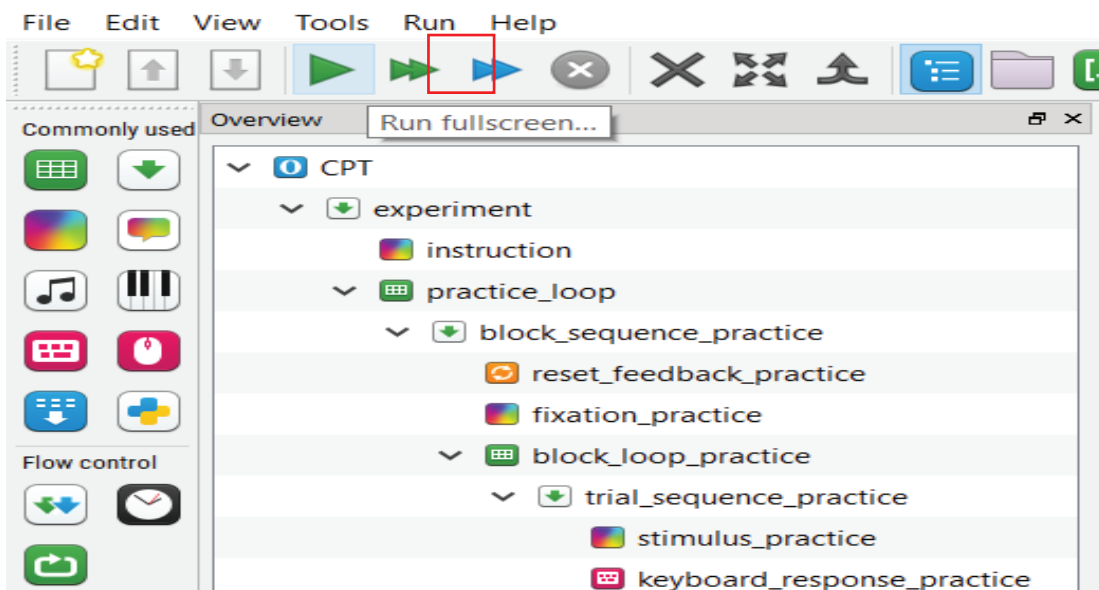 File Edit View Tools Run Help
Commonly used
Overview
Run fullscreen...
CPT
experiment
instruction
practice_loop
block_sequence_practice
reset_feedback_practice
fixation_practice
block_loop_practice
Flow control
trial_sequence_practice
stimulus_practice
keyboard_response_practice